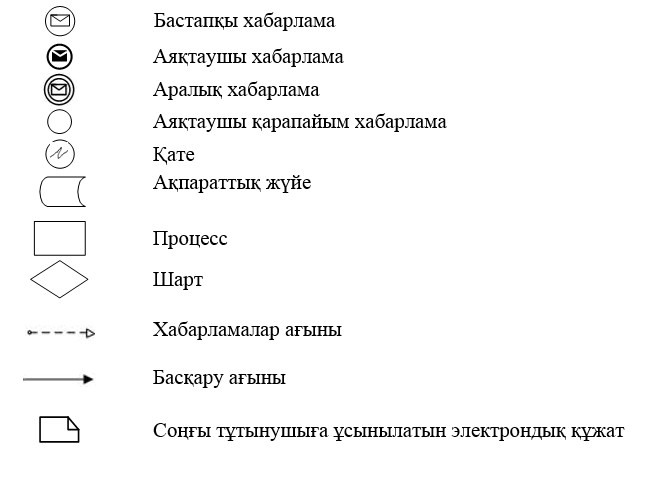 Бастапқы хабарлама
Аяқтаушы хабарлама
Аралық хабарлама
Аяқтаушы қарапайым хабарлама
Қате
Ақпараттық жүйе
Процесс
Шарт
Хабарламалар ағыны
Басқару ағыны
Соңғы тұтынушыға ұсынылатын электрондық құжат